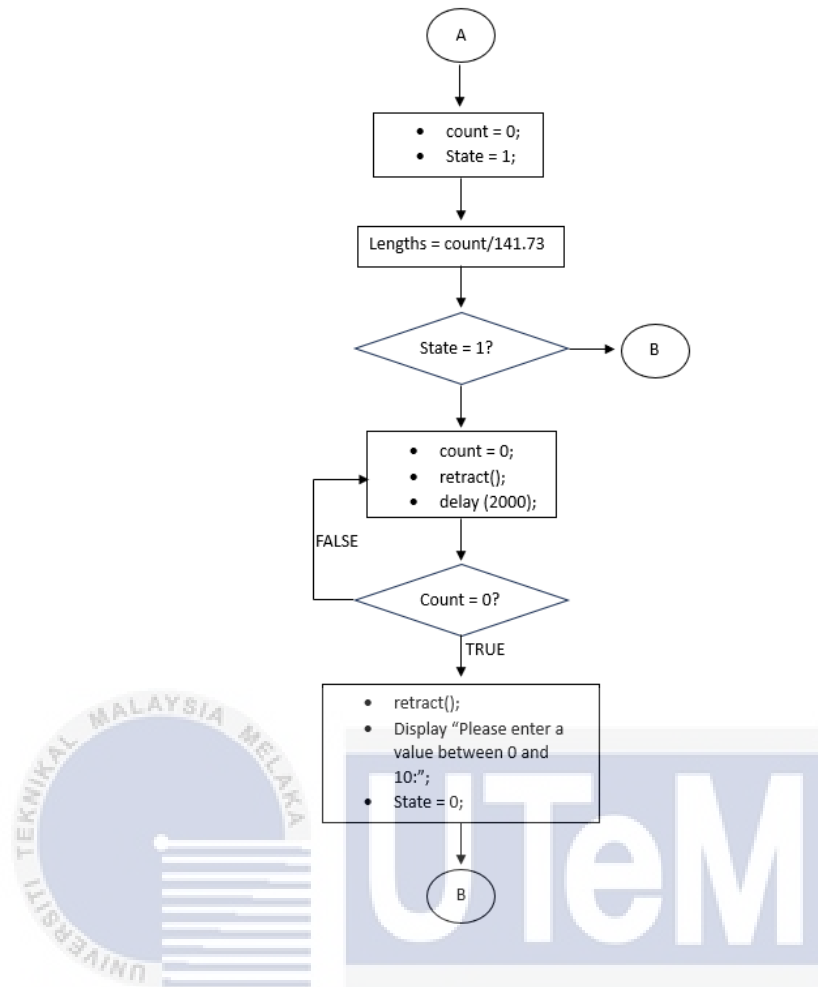 A
• count = 0;
• State = 1;
Lengths = count/141.73
State = 1?
B
• count = 0;
• retract();
• delay (2000);
FALSE
Count = 0?
TRUE
• retract();
• Display “Please enter a
value between 0 and
10:”;
• State = 0;
B
UNIVERSITI TEKNIKAL MALAYSIA MELAKA
UTeM